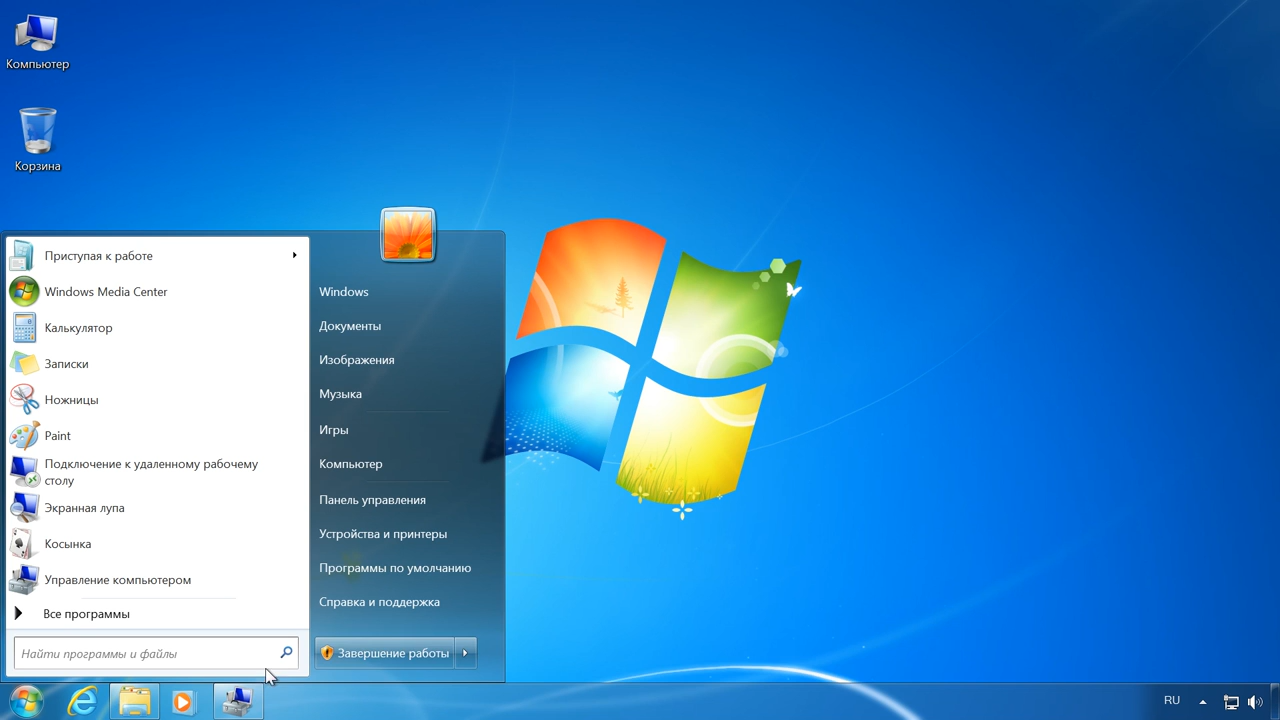 Компьютер
Корзина
Приступая к работе
Windows Media Center
Калькулятор
Записки
Ножницы
Paint
Подключение к удаленному рабочему
столу
Экранная лупа
Косынка
Управление компьютером
Все программы
Найти программы и файлы
Windows
Документы
Изображения
Музыка
Игры
Компьютер
Панель управления
Устройства и принтеры
Программы по умолчанию
Справка и поддержка
Завершение работы
RU